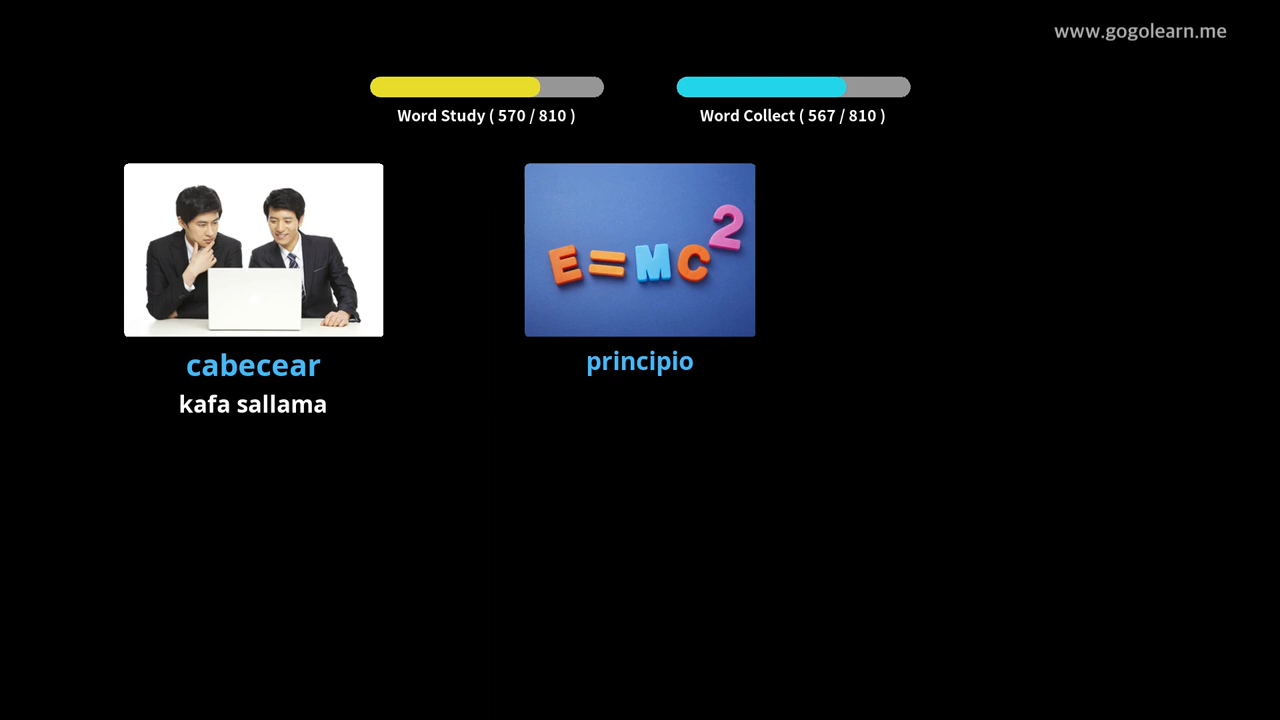 www.gogolearn.me
Word Study ( 570 / 810 )
Word Collect ( 567 / 810 )
E=MC2
cabecear
kafa sallama
principio